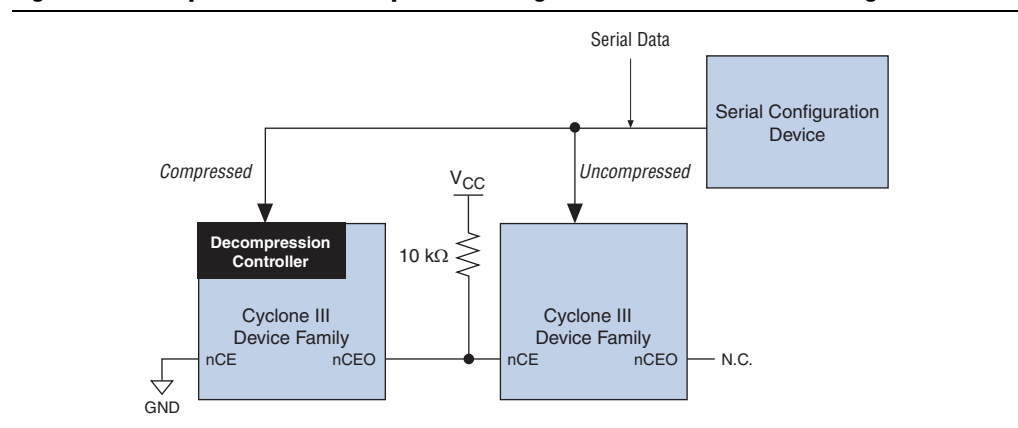 Serial Data
Serial Configuration
Device
Compressed
Uncompressed
VCC
Decompression
Controller
10 kΩ
Cyclone III
Device Family
nCE
nCEO
GND
Cyclone III
Device Family
nCE
nCEO
N.C.